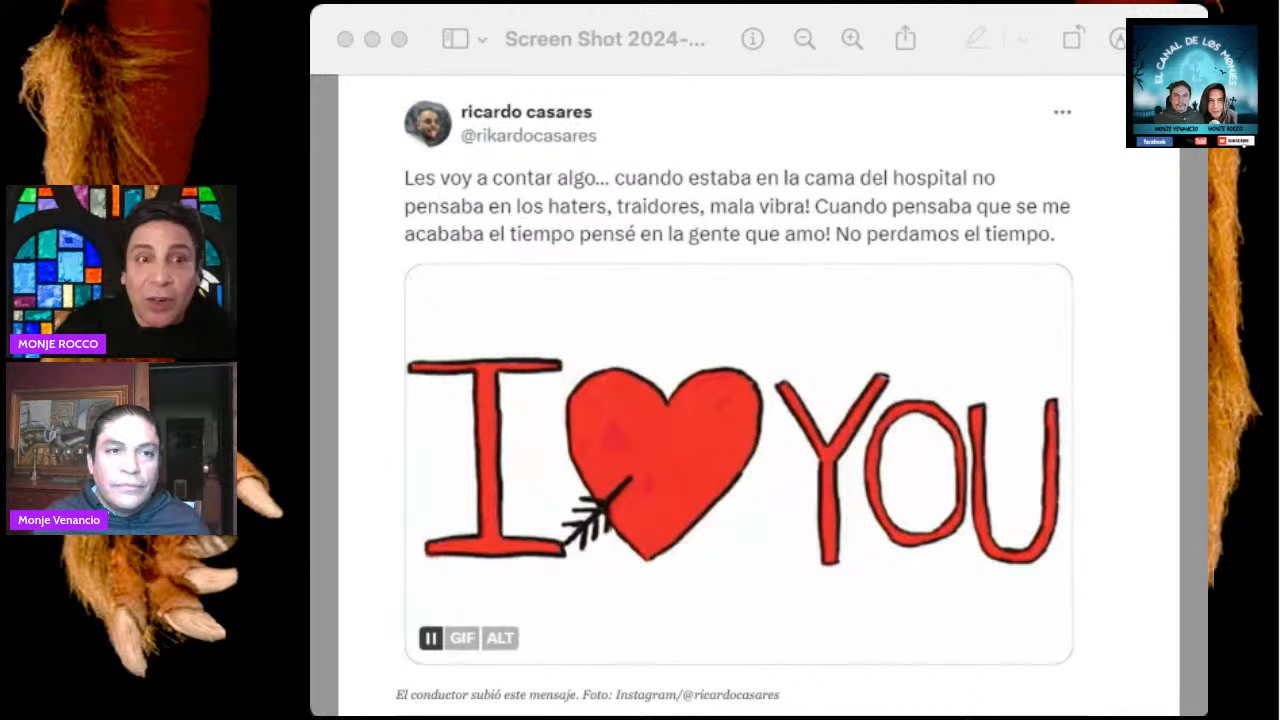 Screen Shot 2024-...
ricardo casares
@rikardocasares
Les voy a contar algo... cuando estaba en la cama del hospital no
pensaba en los haters, traidores, mala vibra! Cuando pensaba que se me
acababa el tiempo pensé en la gente que amo! No perdamos el tiempo.
I YOU
GIF ALT
El conductor subió este mensaje. Foto: Instagram/@ricardocasares
MONJE ROCCO
Monje Venancio
EL CANAL DE LØS MØNJES
MONJE VENANCIO MONJE ROCCO
facebook
SUBSCRIBE